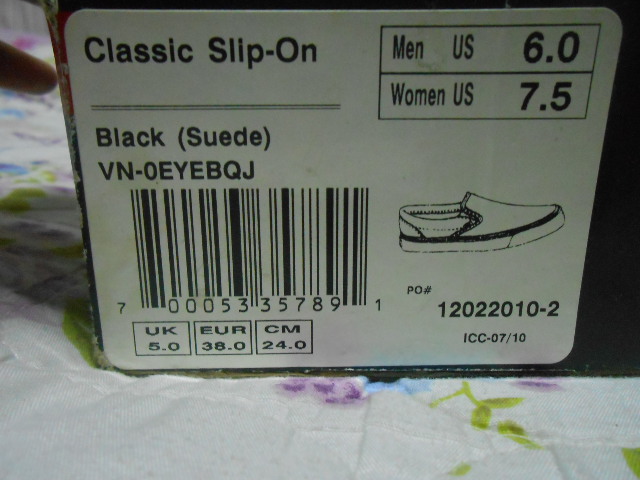 Classic Slip-On
Men US 6.0
Women US 7.5
Black (Suede)
VN-0EYEBQJ
7 00053 35789 1
PO#
12022010-2
ICC-07/10
UK EUR CM
5.0 38.0 24.0